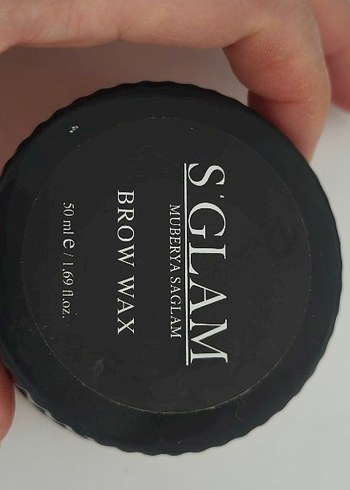 S'GLAM
MUBERYA SAGLAM
BROW WAX
50 ml e / 1.69 fl.oz.